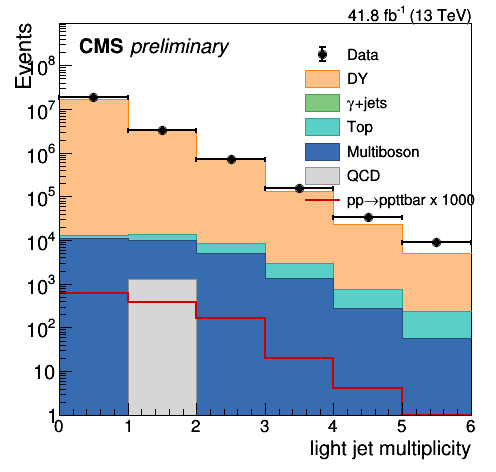 41.8 fb⁻¹ (13 TeV)
CMS preliminary
Events
Data
DY
γ+jets
Top
Multiboson
QCD
pp→ppttbar x 1000
10⁸
10⁷
10⁶
10⁵
10⁴
10³
10²
10
1
0 1 2 3 4 5 6
light jet multiplicity